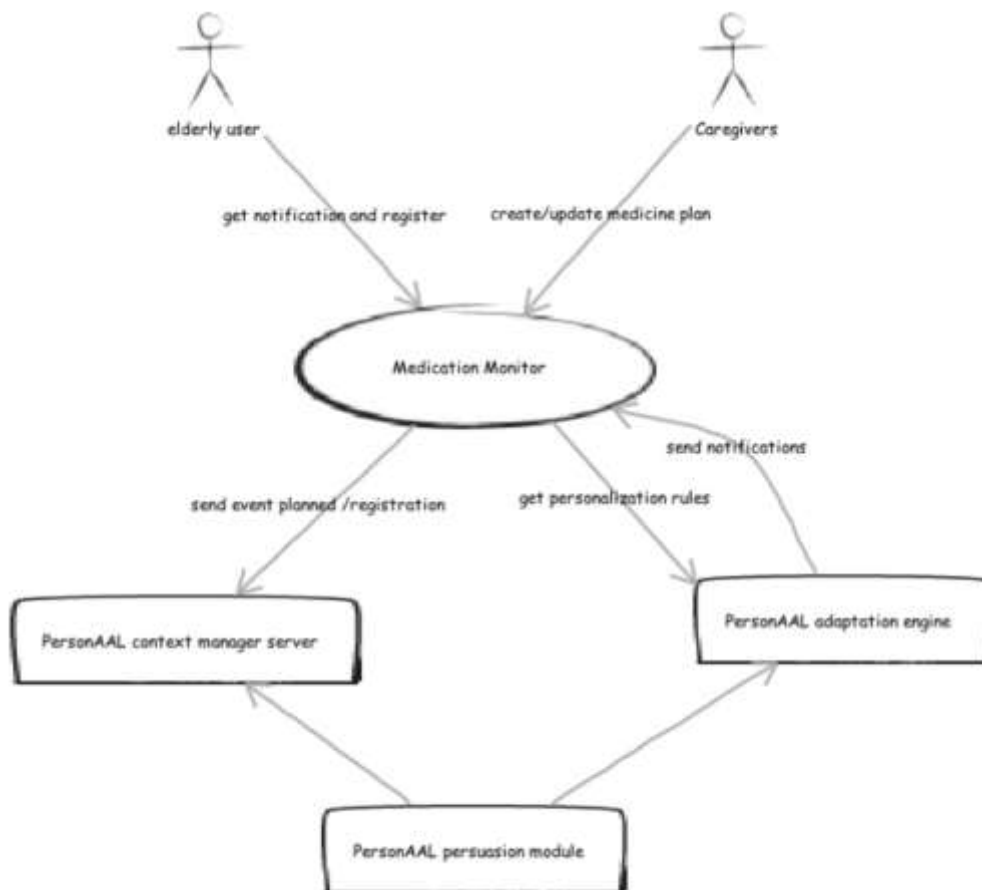 elderly user
Caregivers
get notification and register
create/update medicine plan
Medication Monitor
send notifications
send event planned /registration
get personalization rules
PersonAAL context manager server
PersonAAL adaptation engine
PersonAAL persuasion module